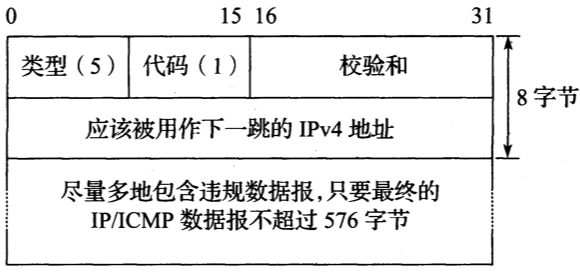 0 15 16 31
类型（5） 代码（1） 校验和
8 字节
应该被用作下一跳的 IPv4 地址
尽量多地包含违规数据报，只要最终的
IP/ICMP 数据报不超过 576 字节